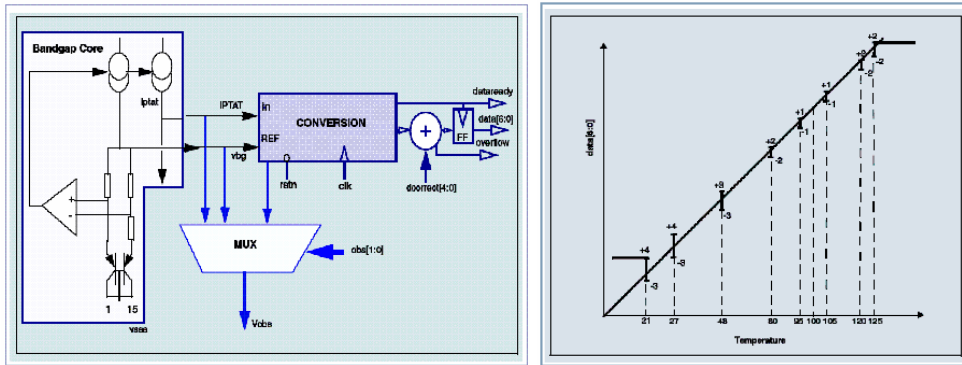 Bandgap Core
Iptat
IPTAT
vbg
in
REF
CONVERSION
rstn
clk
+
FF
dataready
data[6:0]
overflow
dcorrect[4:0]
MUX
obs[1:0]
Vobs
+
-
1 15
vssa
data[6:0]
+4
-3
+4
-3
+3
-3
+2
-2
+1
-1
+1
-1
+2
-2
+2
-2
21 27 48 80 95 100 105 120 125
Temperature